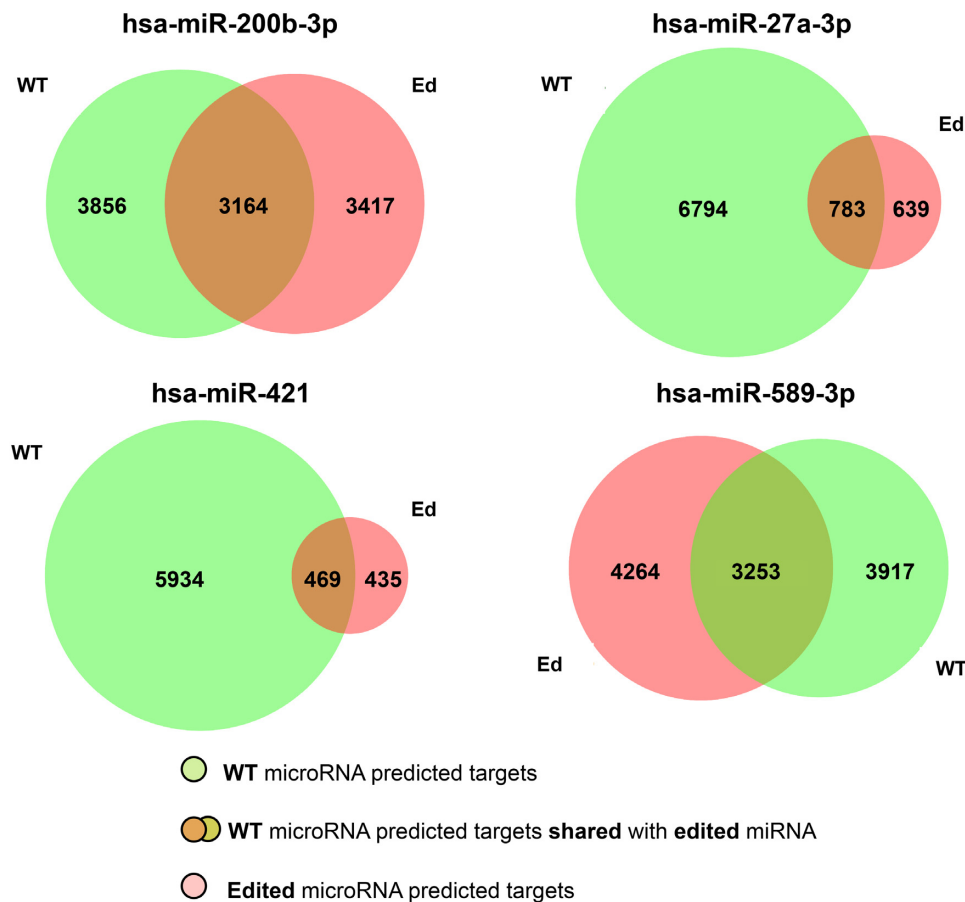 hsa-miR-200b-3p
WT
Ed
3856
3164
3417
hsa-miR-27a-3p
WT
Ed
6794
783
639
hsa-miR-421
WT
Ed
5934
469
435
hsa-miR-589-3p
4264
3253
3917
Ed
WT
WT microRNA predicted targets
WT microRNA predicted targets shared with edited miRNA
Edited microRNA predicted targets